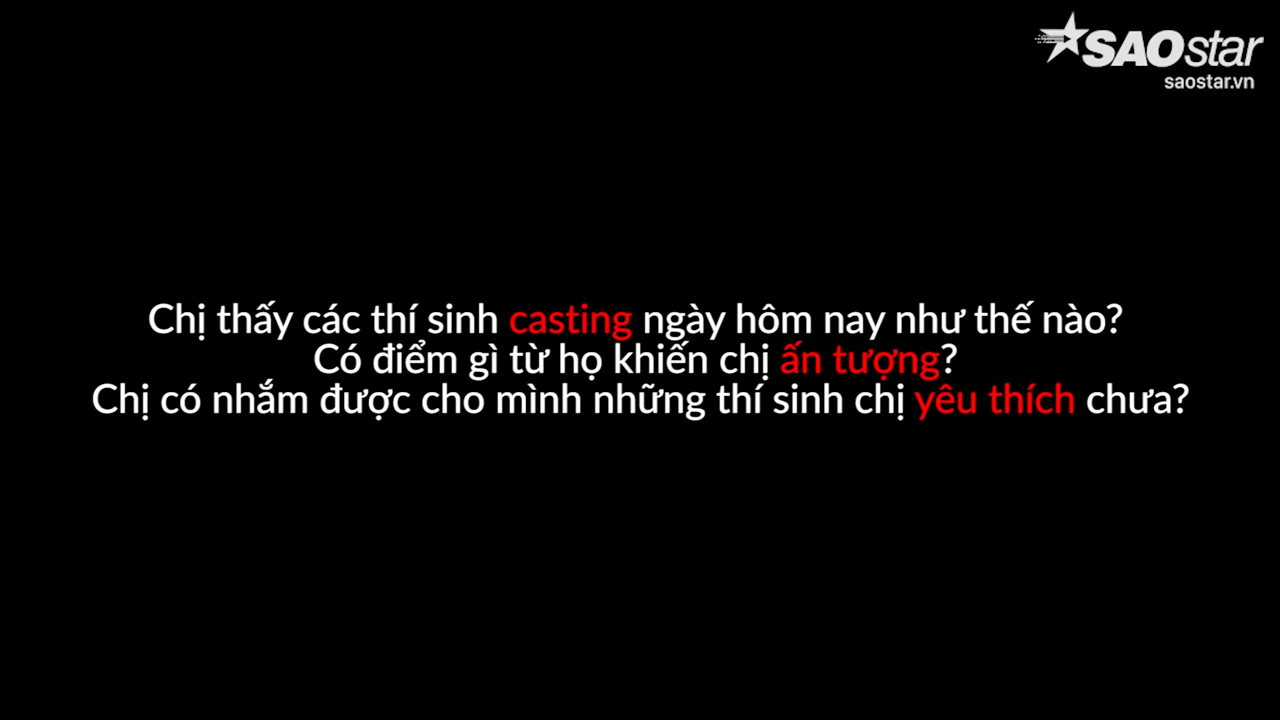 SAOstar
saostar.vn
Chị thấy các thí sinh casting ngày hôm nay như thế nào?
Có điểm gì từ họ khiến chị ấn tượng?
Chị có nhắm được cho mình những thí sinh chị yêu thích chưa?